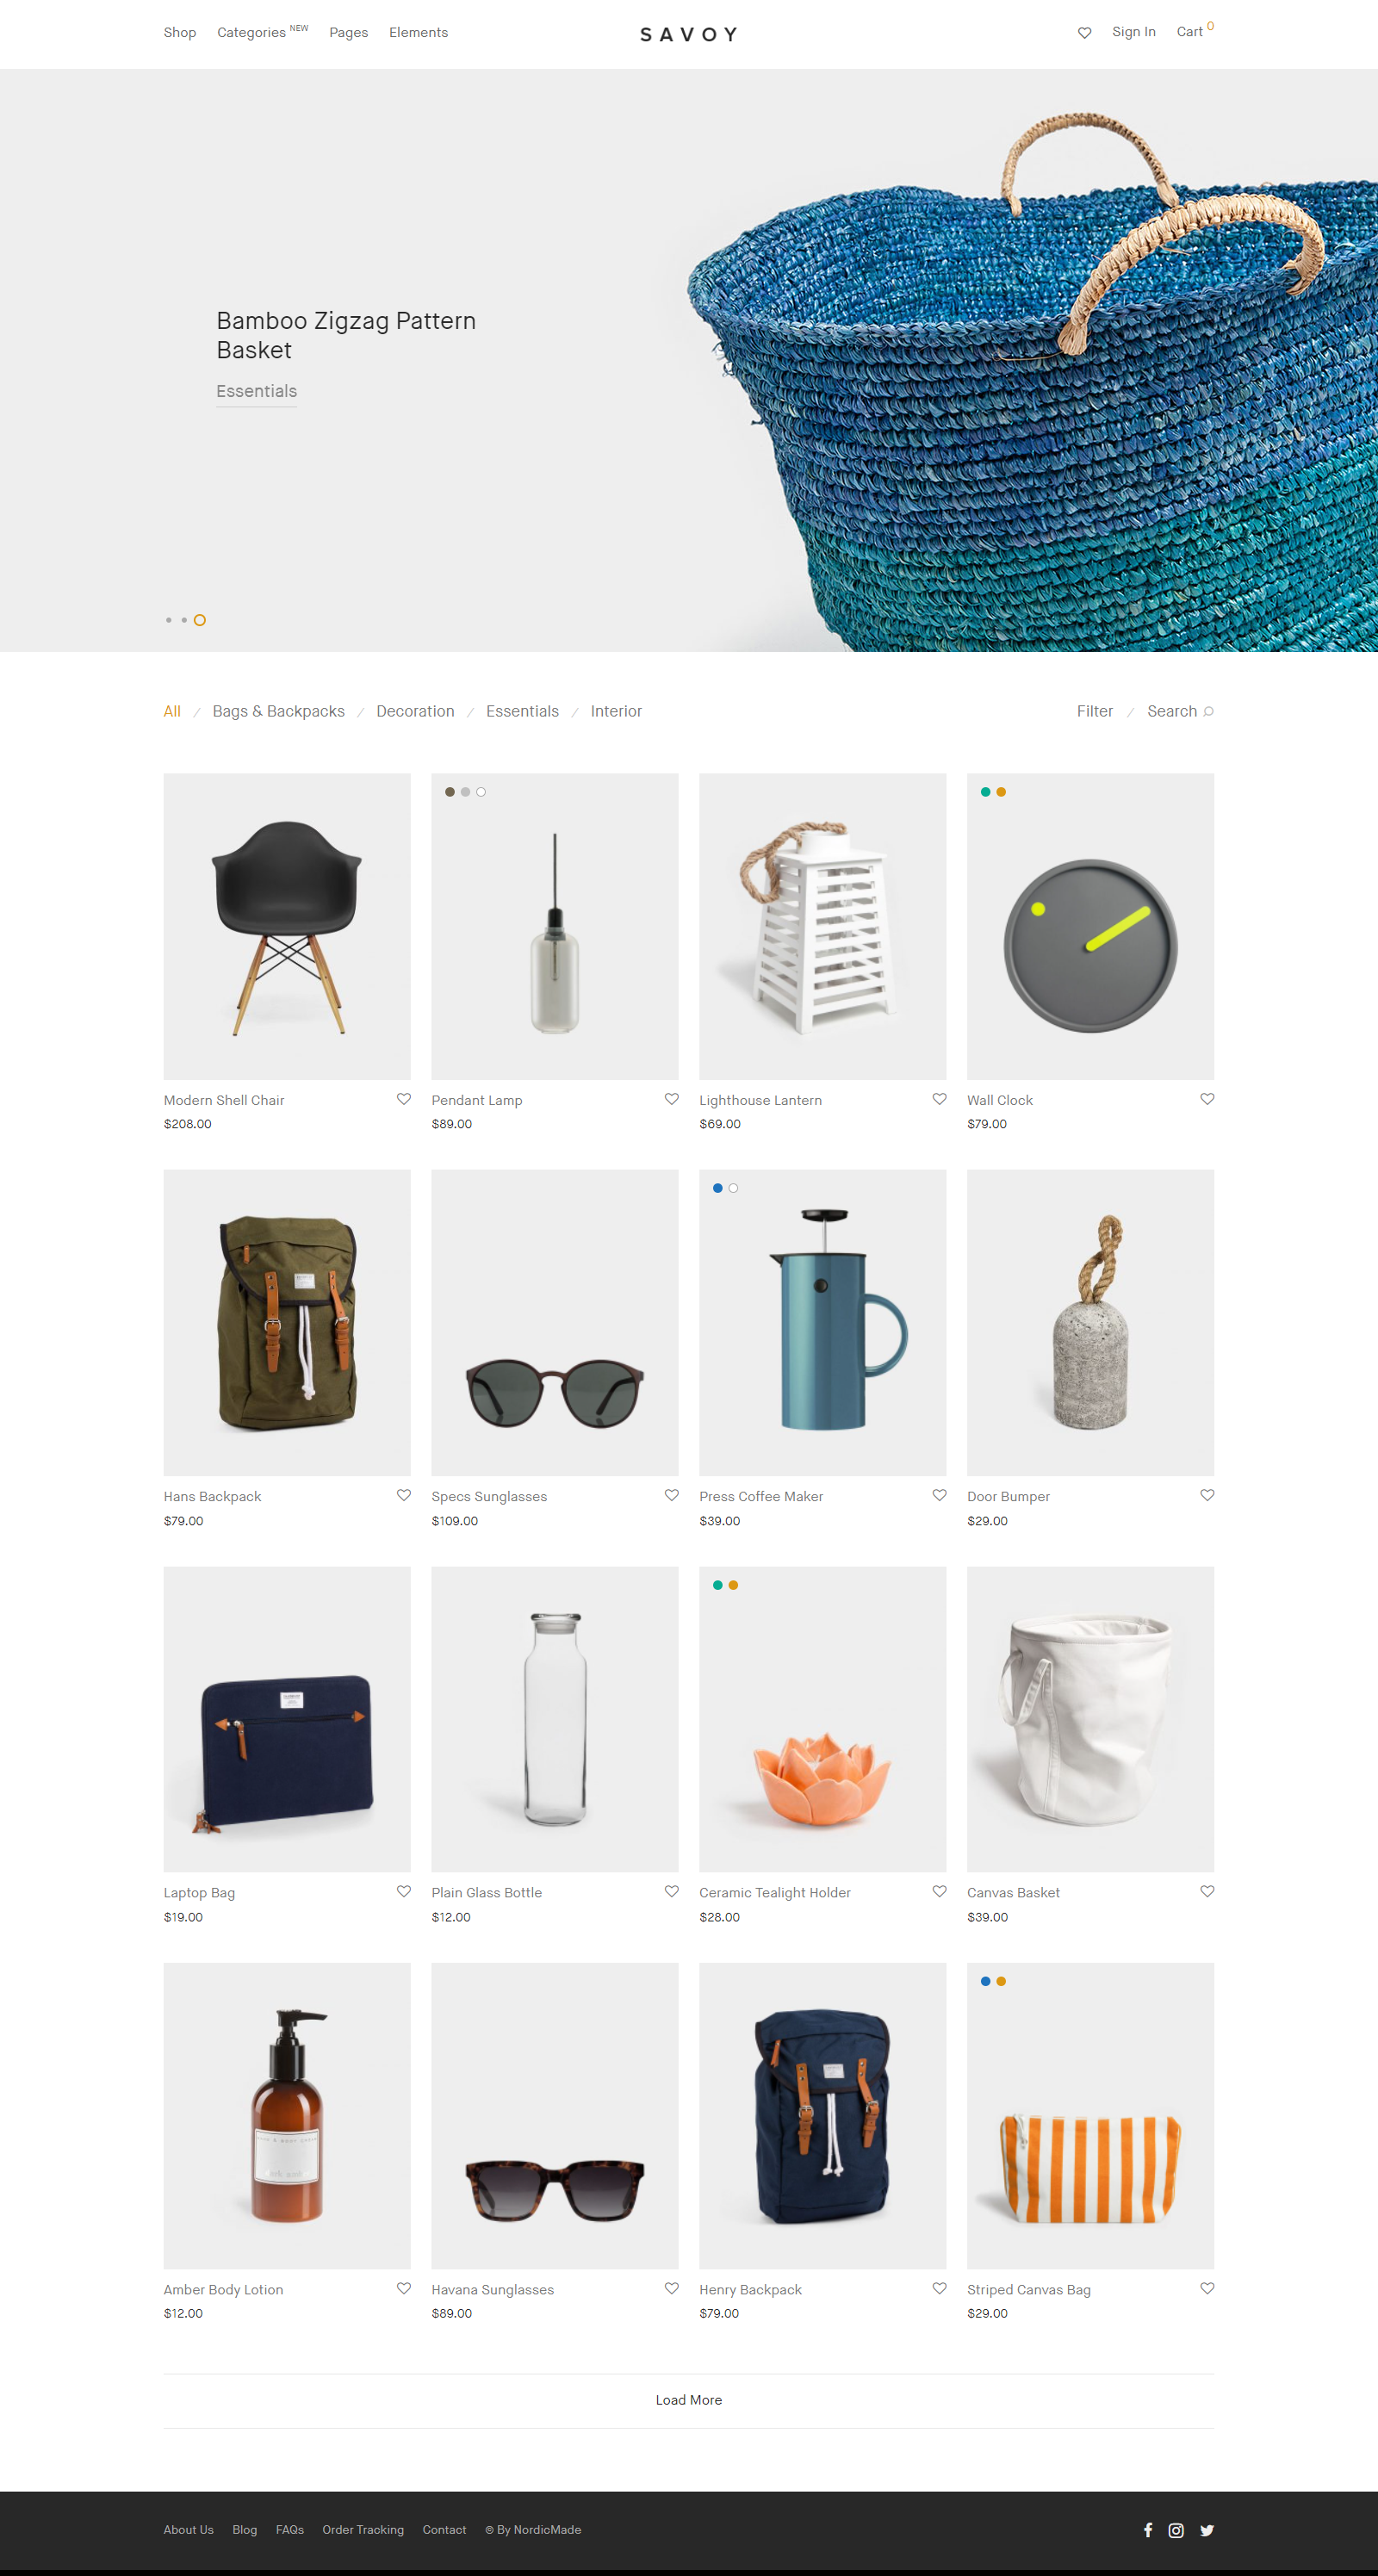 Shop Categories NEW Pages Elements SAVOY Sign In Cart 0
Bamboo Zigzag Pattern
Basket
Essentials
All / Bags & Backpacks / Decoration / Essentials / Interior Filter / Search
Modern Shell Chair Pendant Lamp Lighthouse Lantern Wall Clock
$208.00 $89.00 $69.00 $79.00
Hans Backpack Specs Sunglasses Press Coffee Maker Door Bumper
$79.00 $109.00 $39.00 $29.00
Laptop Bag Plain Glass Bottle Ceramic Tealight Holder Canvas Basket
$19.00 $12.00 $28.00 $39.00
Amber Body Lotion Havana Sunglasses Henry Backpack Striped Canvas Bag
$12.00 $89.00 $79.00 $29.00
Load More
About Us Blog FAQs Order Tracking Contact © By NordicMade